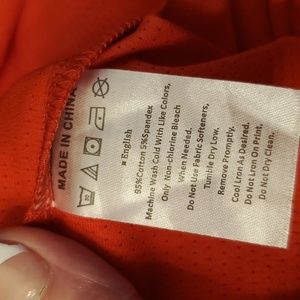 MADE IN CHINA
English
95%Cotton 5%Spandex
Machine Wash Cold With Like Colors,
Only Non-chlorine Bleach
When Needed,
Do Not Use Fabric Softeners,
Tumble Dry Low.
Remove Promptly,
Cool Iron As Desired.
Do Not Iron On Print.
Do Not Dry Clean.